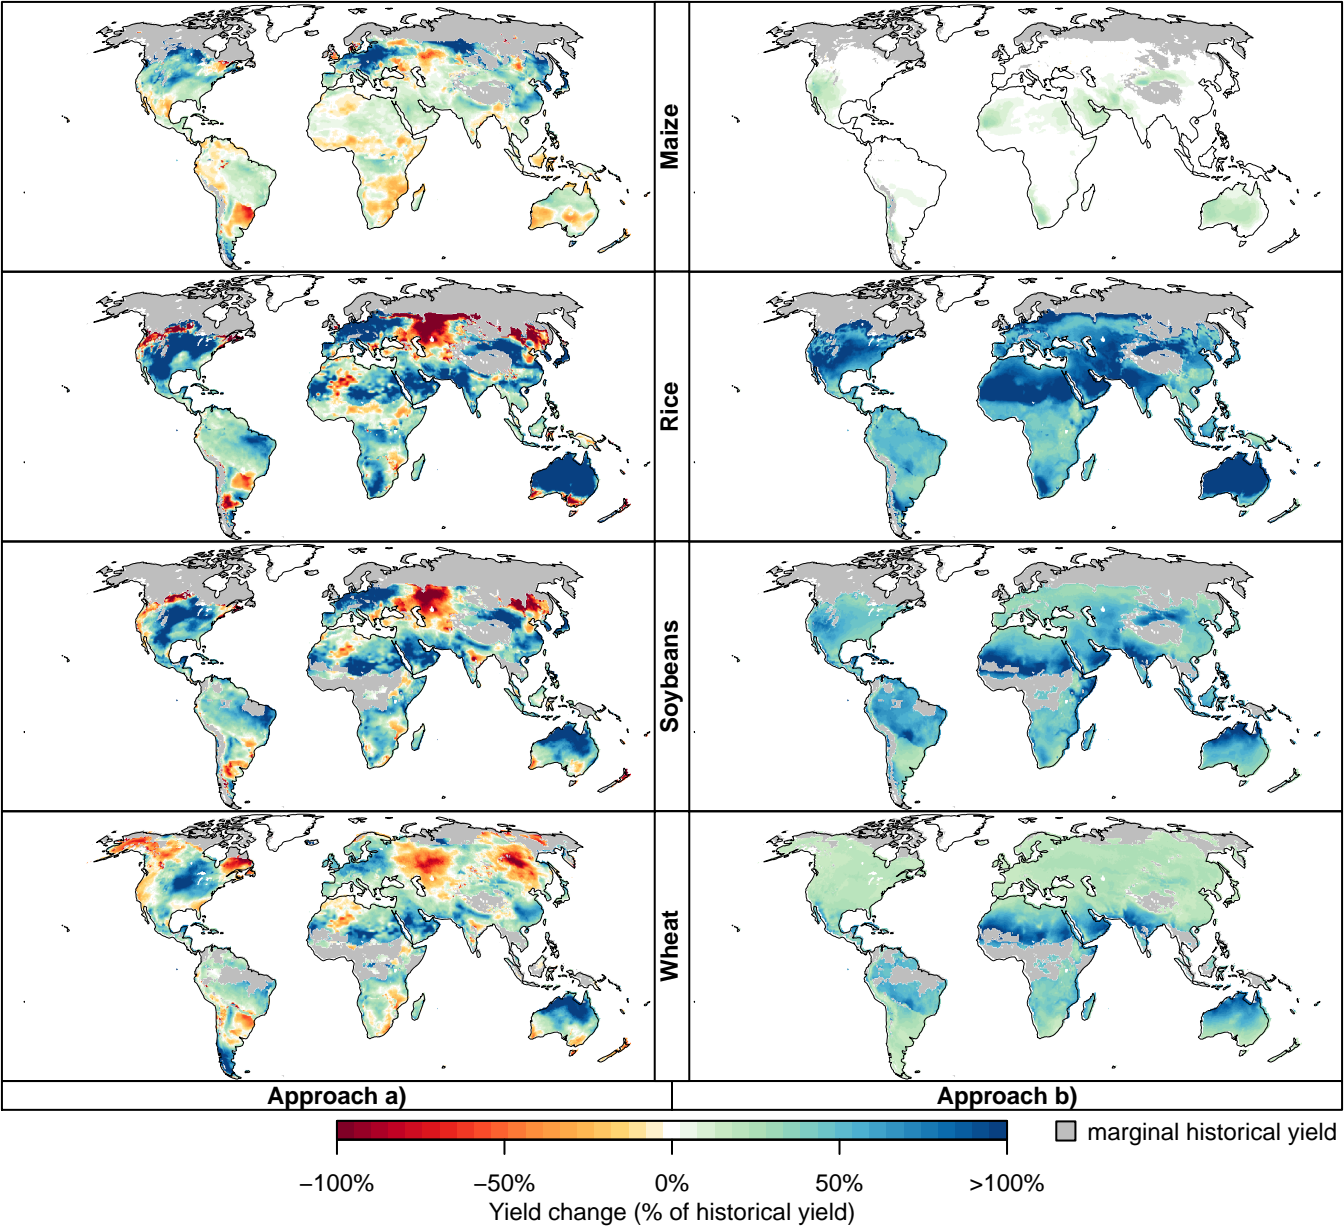 Maize
Rice
Soybeans
Wheat
Approach a)
Approach b)
marginal historical yield
−100%
−50%
0%
50%
>100%
Yield change (% of historical yield)